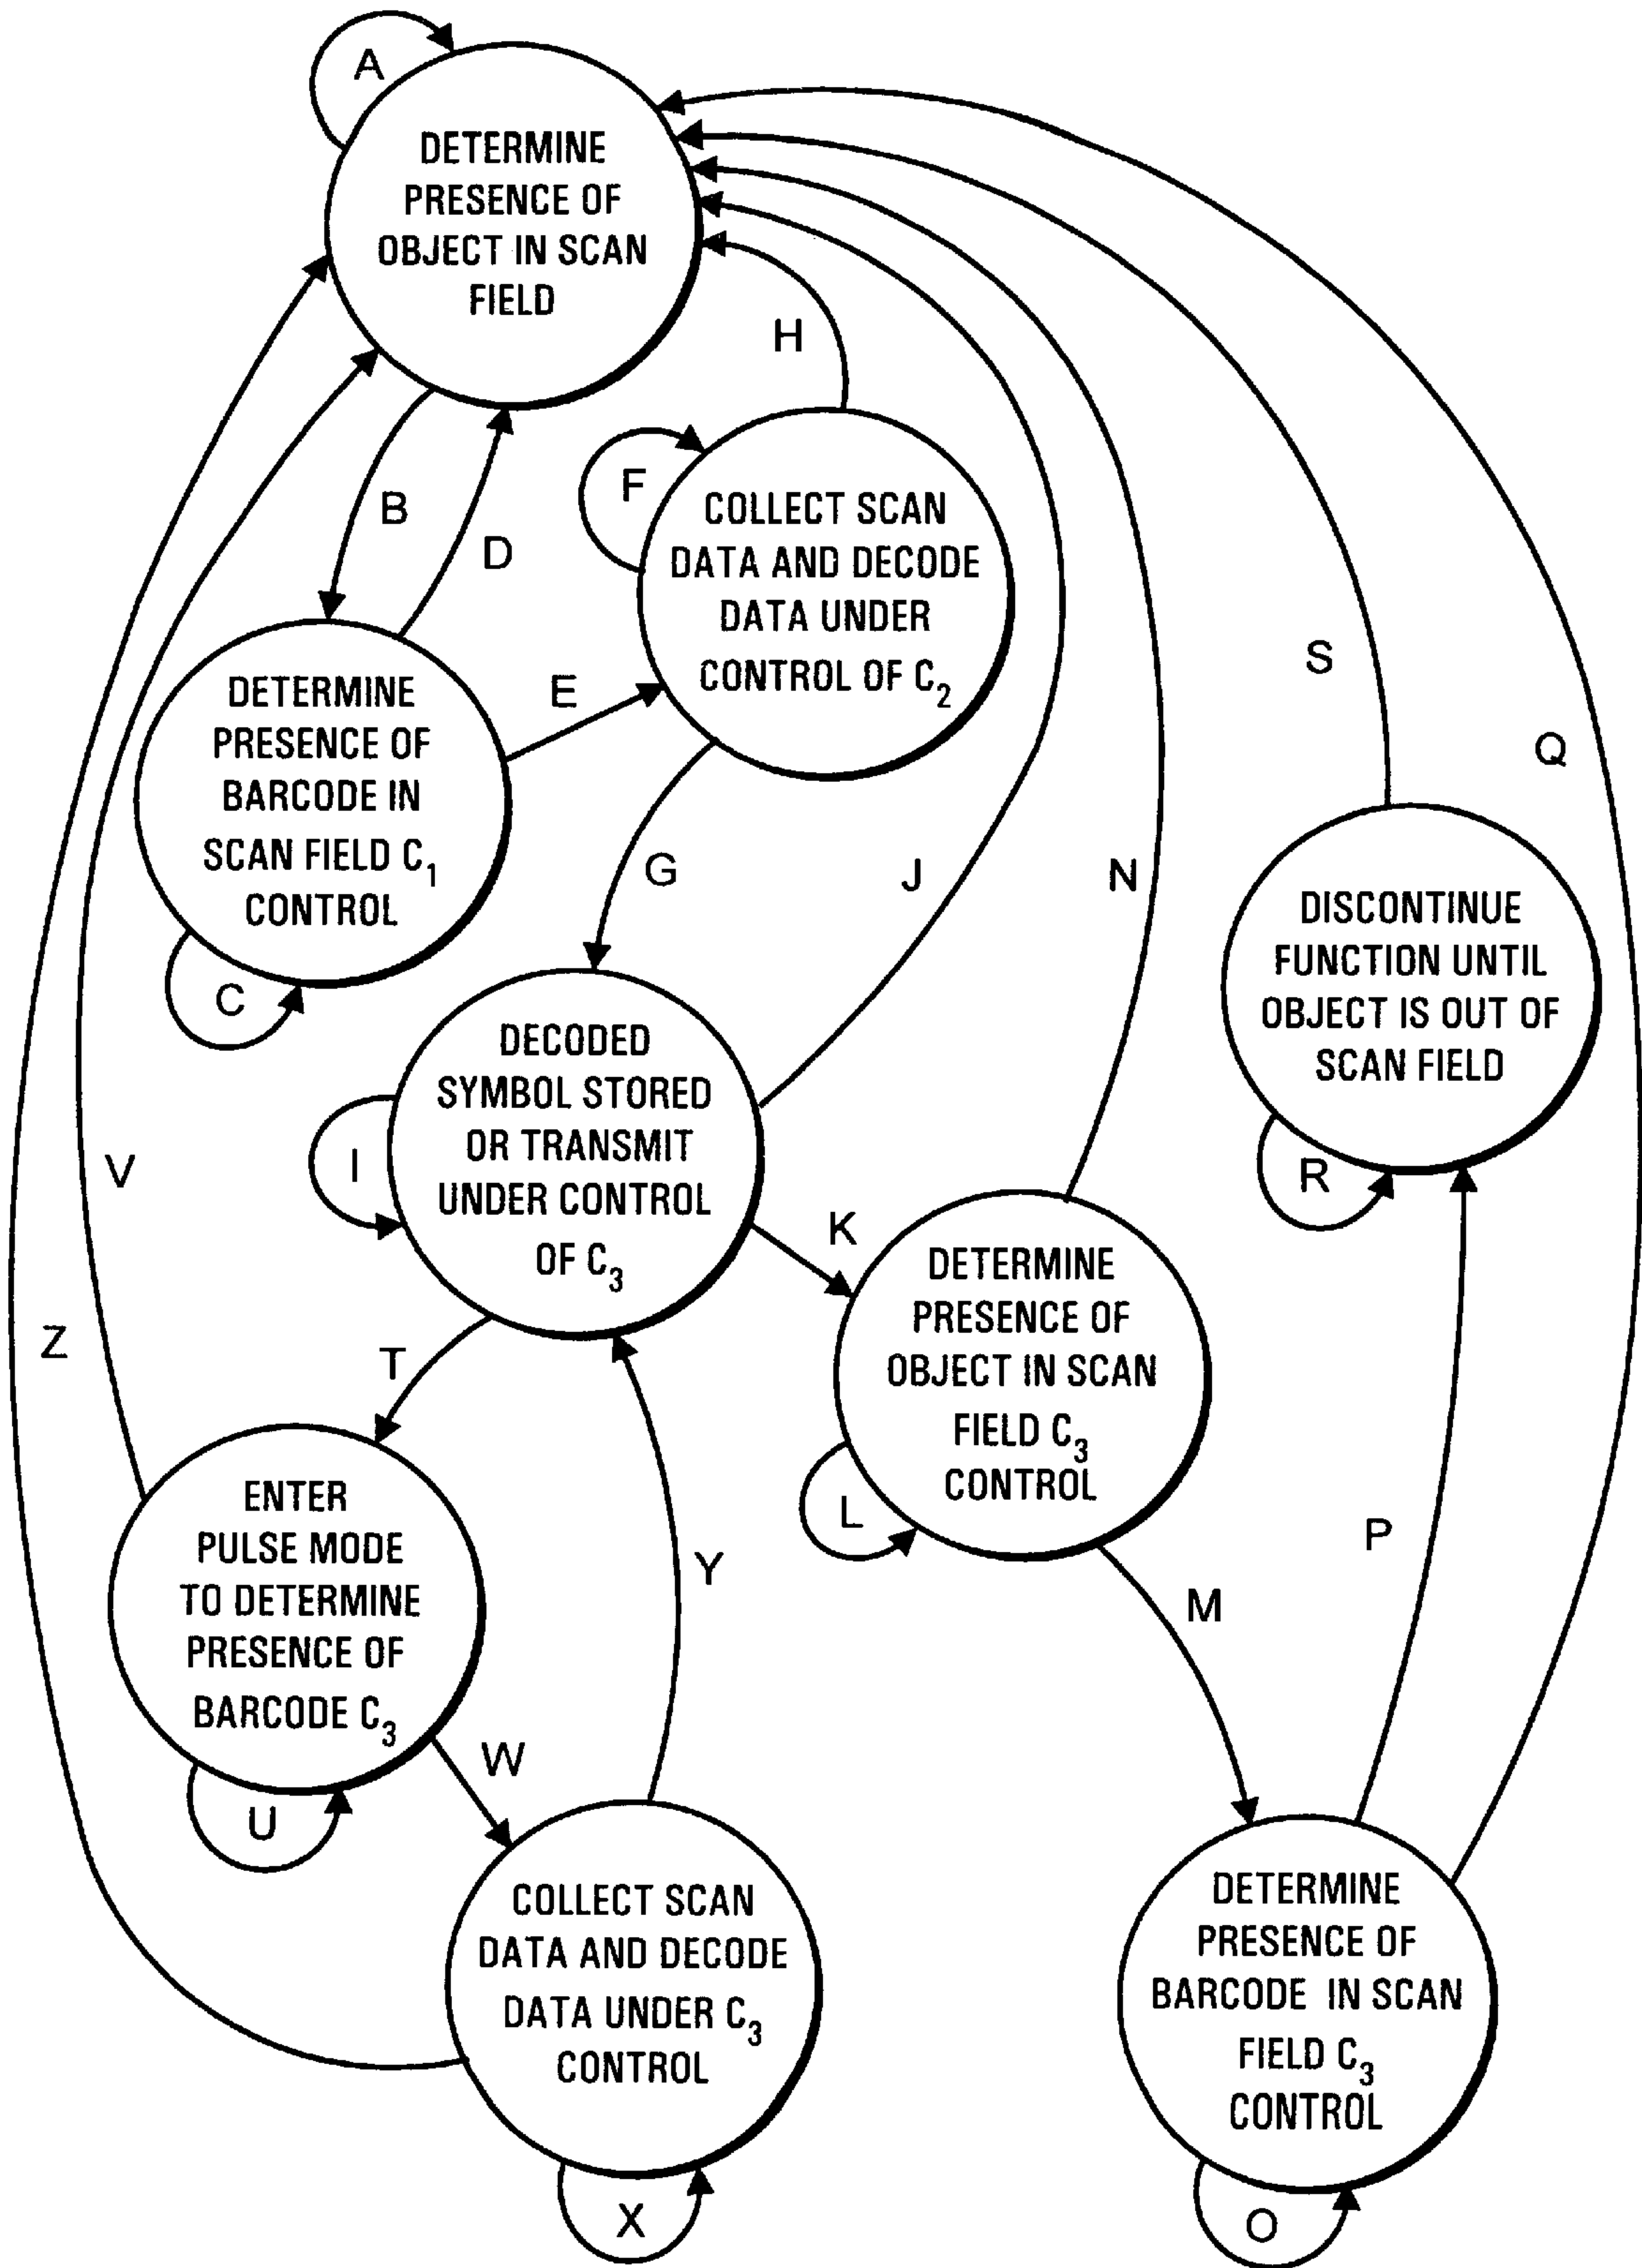 A
DETERMINE
PRESENCE OF
OBJECT IN SCAN
FIELD
H
B
D
F
COLLECT SCAN
DATA AND DECODE
DATA UNDER
CONTROL OF C₂
S
Q
E
DETERMINE
PRESENCE OF
BARCODE IN
SCAN FIELD C₁
CONTROL
C
G
J
N
DISCONTINUE
FUNCTION UNTIL
OBJECT IS OUT OF
SCAN FIELD
R
DECODED
SYMBOL STORED
OR TRANSMIT
UNDER CONTROL
OF C₃
I
V
Z
K
DETERMINE
PRESENCE OF
OBJECT IN SCAN
FIELD C₃
CONTROL
L
T
ENTER
PULSE MODE
TO DETERMINE
PRESENCE OF
BARCODE C₃
U
W
Y
M
P
COLLECT SCAN
DATA AND DECODE
DATA UNDER C₃
CONTROL
X
DETERMINE
PRESENCE OF
BARCODE IN SCAN
FIELD C₃
CONTROL
O